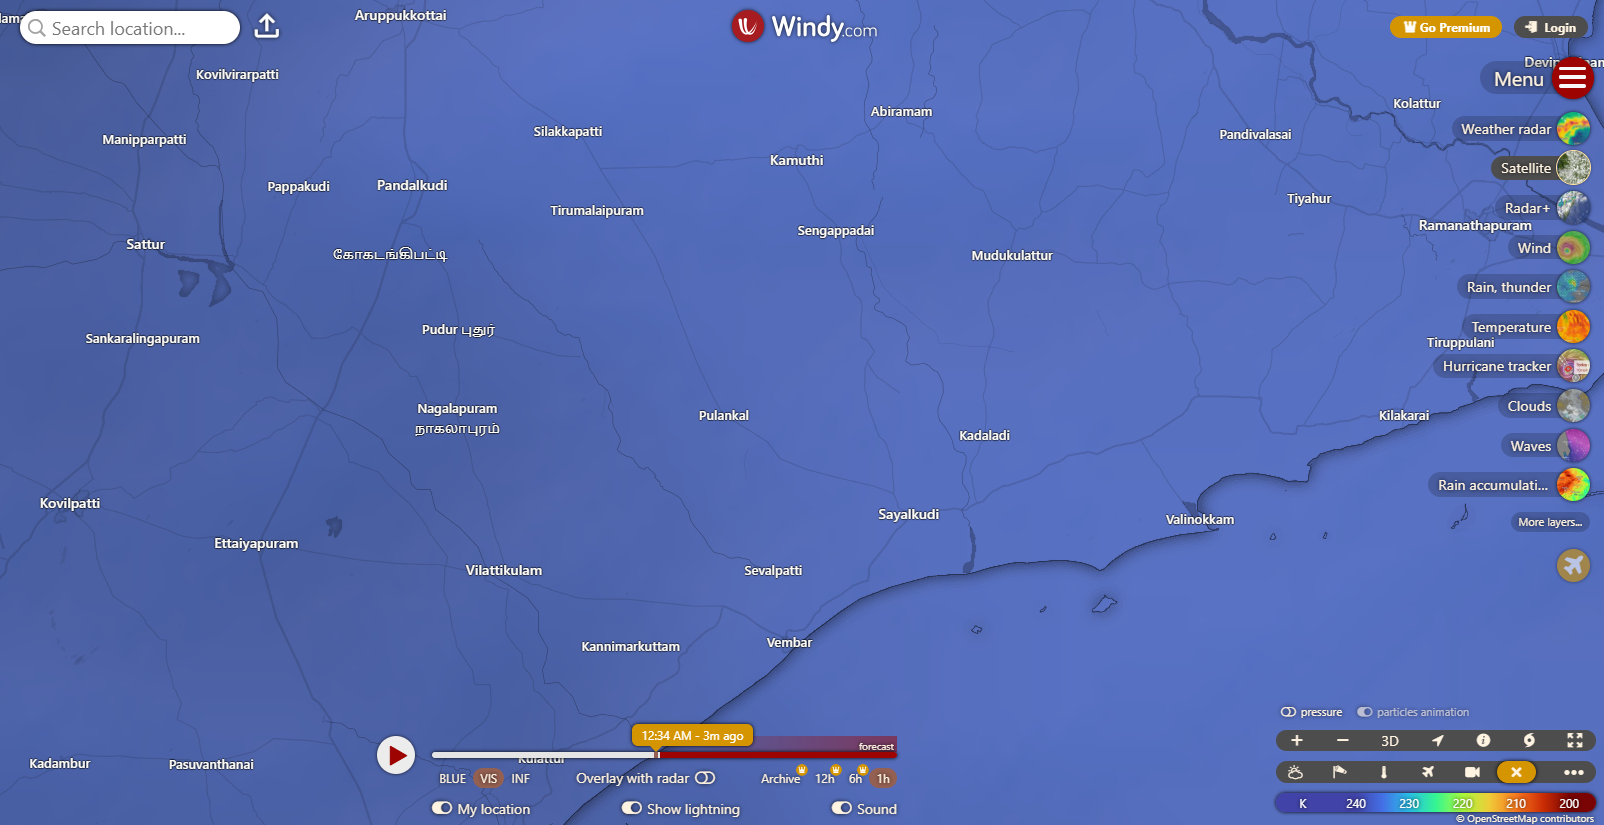 Search location...
Aruppukkottai
Windy.com
Go Premium
Login
Menu
Kovilvirarpatti
Manipparpatti
Silakkapatti
Abiramam
Kolattur
Pandivalasai
Weather radar
Kamuthi
Satellite
Pappakudi
Pandalkudi
Tirumalaipuram
Tiyahur
Radar+
Ramanathapuram
Sengappadai
Sattur
கோகடங்கிபட்டி
Mudukulattur
Wind
Rain, thunder
Pudur புதுர்
Sankaralingapuram
Temperature
Tiruppulani
Hurricane tracker
Nagalapuram
நாகலாபுரம்
Pulankal
Kilakarai
Clouds
Kadaladi
Waves
Rain accumulati...
Kovilpatti
Sayalkudi
Valinokkam
More layers...
Ettaiyapuram
Vilattikulam
Sevalpatti
Kannimarkuttam
Vembar
pressure
particles animation
12:34 AM - 3m ago
forecast
3D
Kadambur
Pasuvanthanai
Kulattur
BLUE VIS INF
Overlay with radar
Archive 12h 6h 1h
My location
Show lightning
Sound
K 240 230 220 210 200
© OpenStreetMap contributors